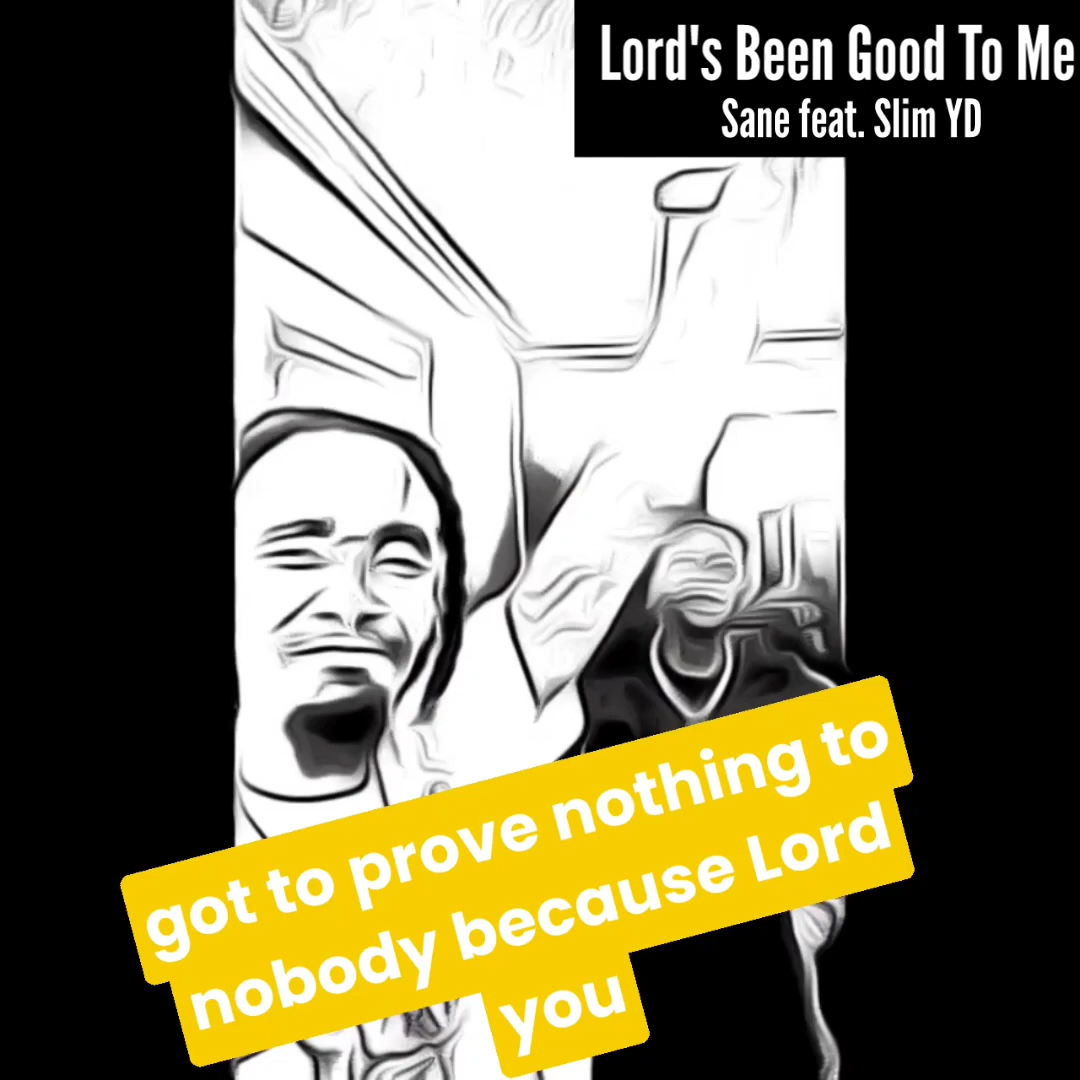 Lord's Been Good To Me
Sane feat. Slim YD
got to prove nothing to
nobody because Lord
you